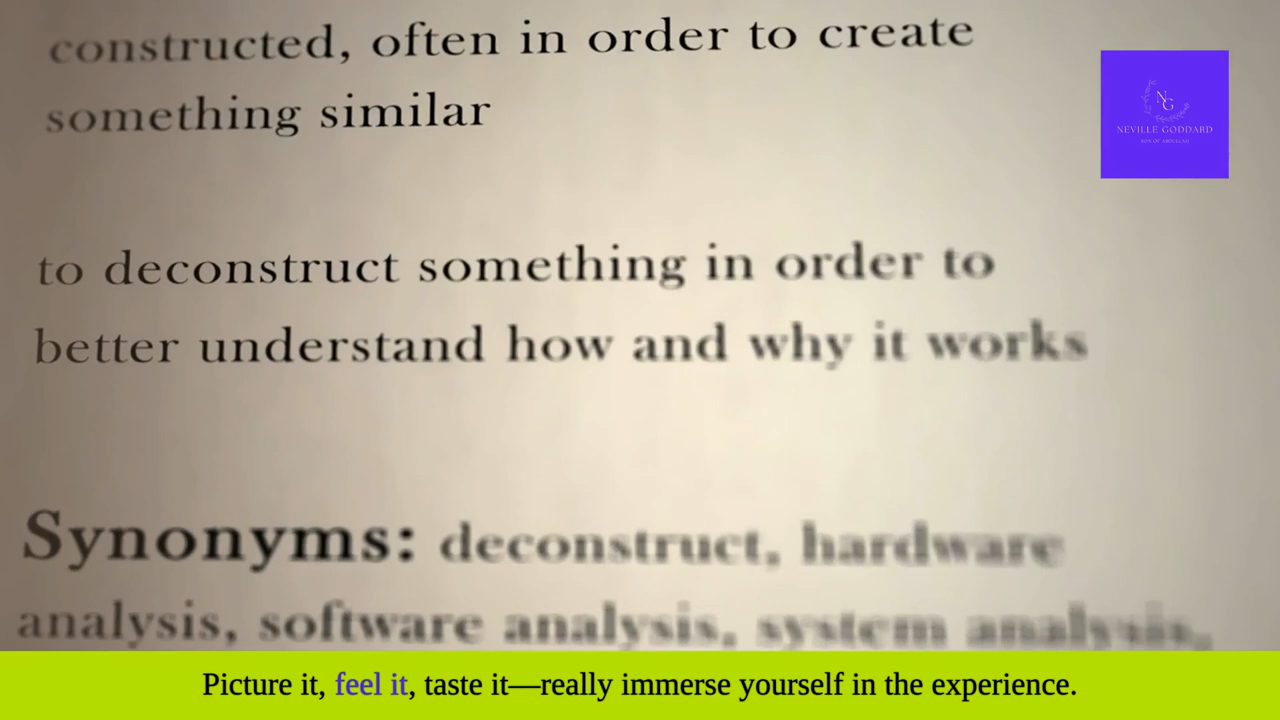 constructed, often in order to create
something similar
NG
NEVILLE GODDARD
to deconstruct something in order to
better understand how and why it works
Synonyms: deconstruct, hardware
analysis, software analysis, system analysis,
Picture it, feel it, taste it—really immerse yourself in the experience.